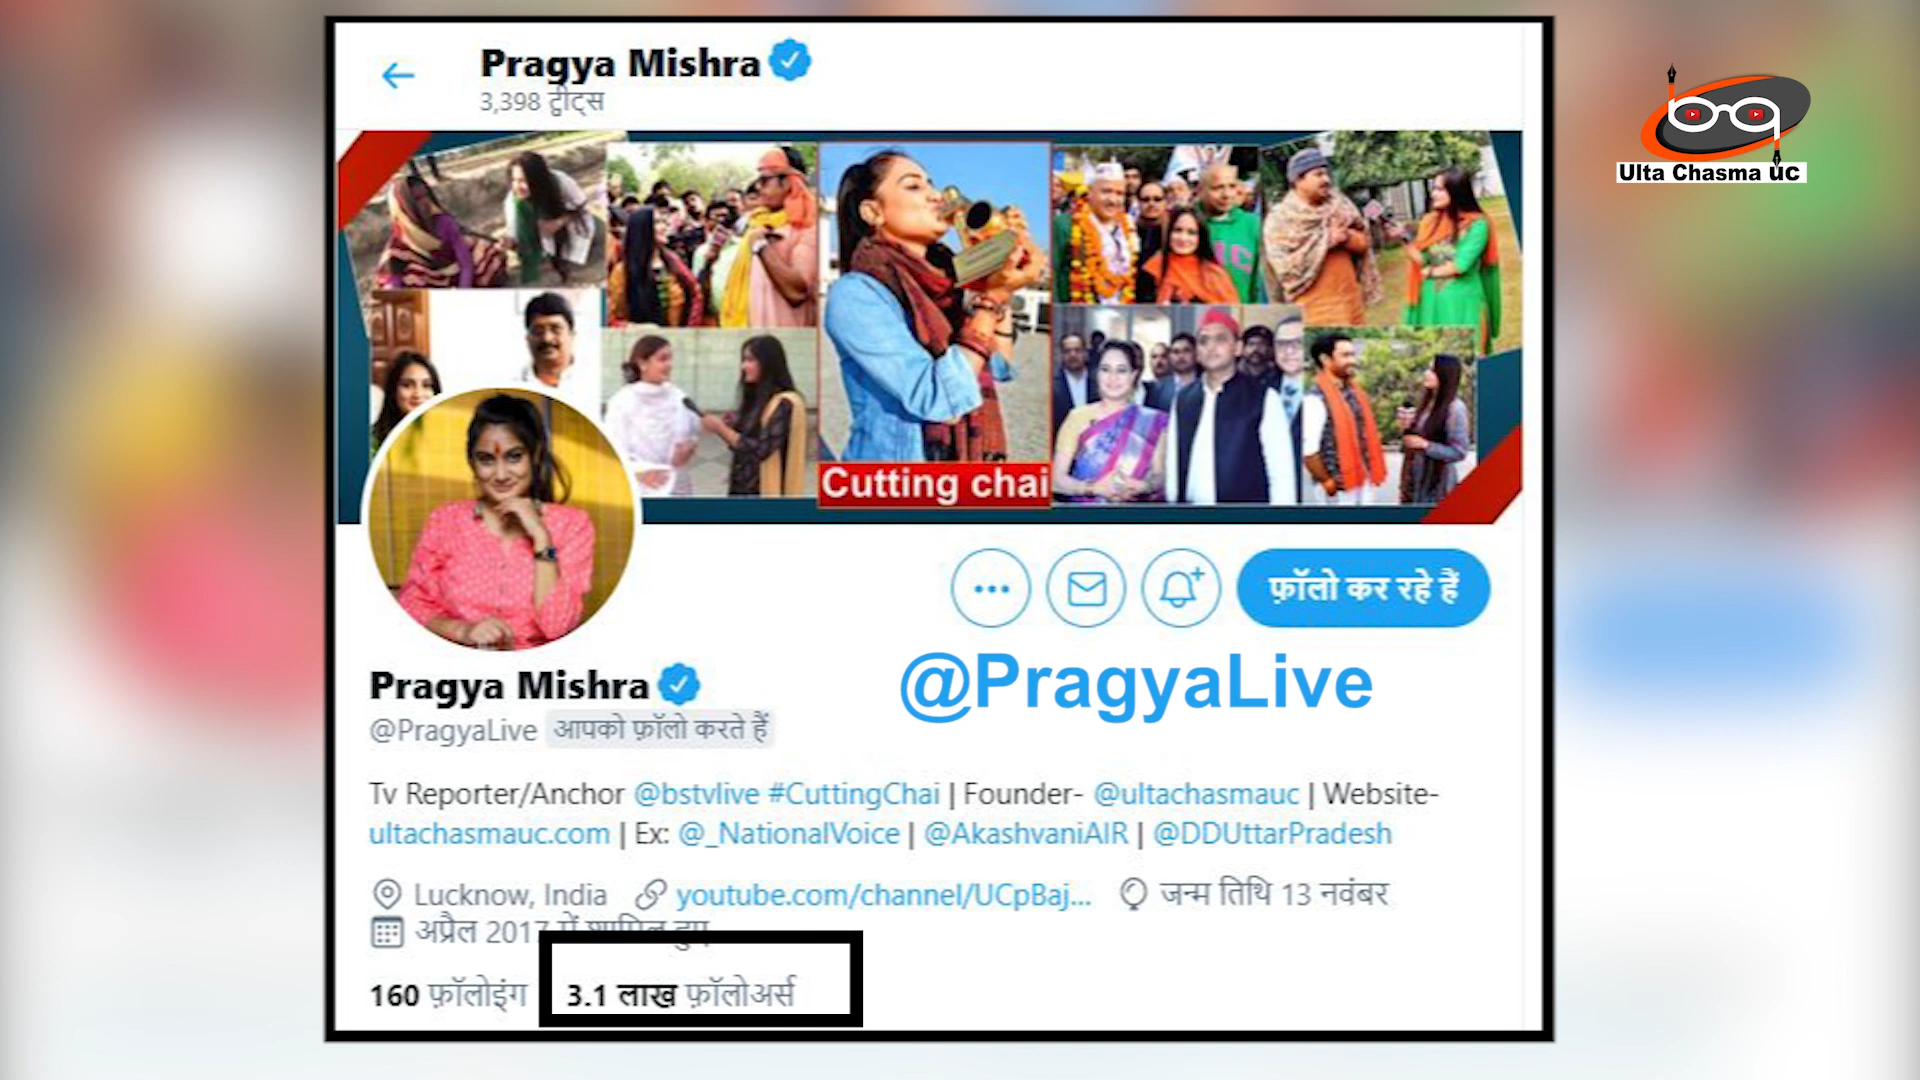 Pragya Mishra
3,398 ट्वीट्स
Ulta Chasma uc
Cutting chai
फ़ॉलो कर रहे हैं
@PragyaLive
Pragya Mishra
@PragyaLive आपको फ़ॉलो करते हैं
Tv Reporter/Anchor @bstvlive #CuttingChai | Founder- @ultachasmauc | Website-
ultachasmauc.com | Ex: @_NationalVoice | @AkashvaniAIR | @DDUttarPradesh
Lucknow, India youtube.com/channel/UCpBaj... जन्म तिथि 13 नवंबर
अप्रैल 2017 में शामिल हुए
160 फ़ॉलोइंग 3.1 लाख फ़ॉलोअर्स